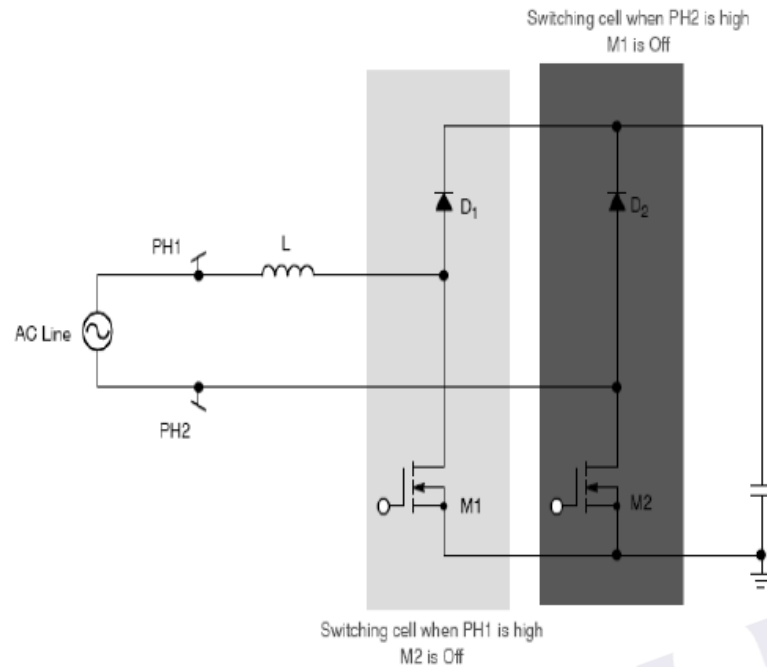 Switching cell when PH2 is high
M1 is Off
D1
D2
PH1
L
AC Line
PH2
M1
M2
Switching cell when PH1 is high
M2 is Off